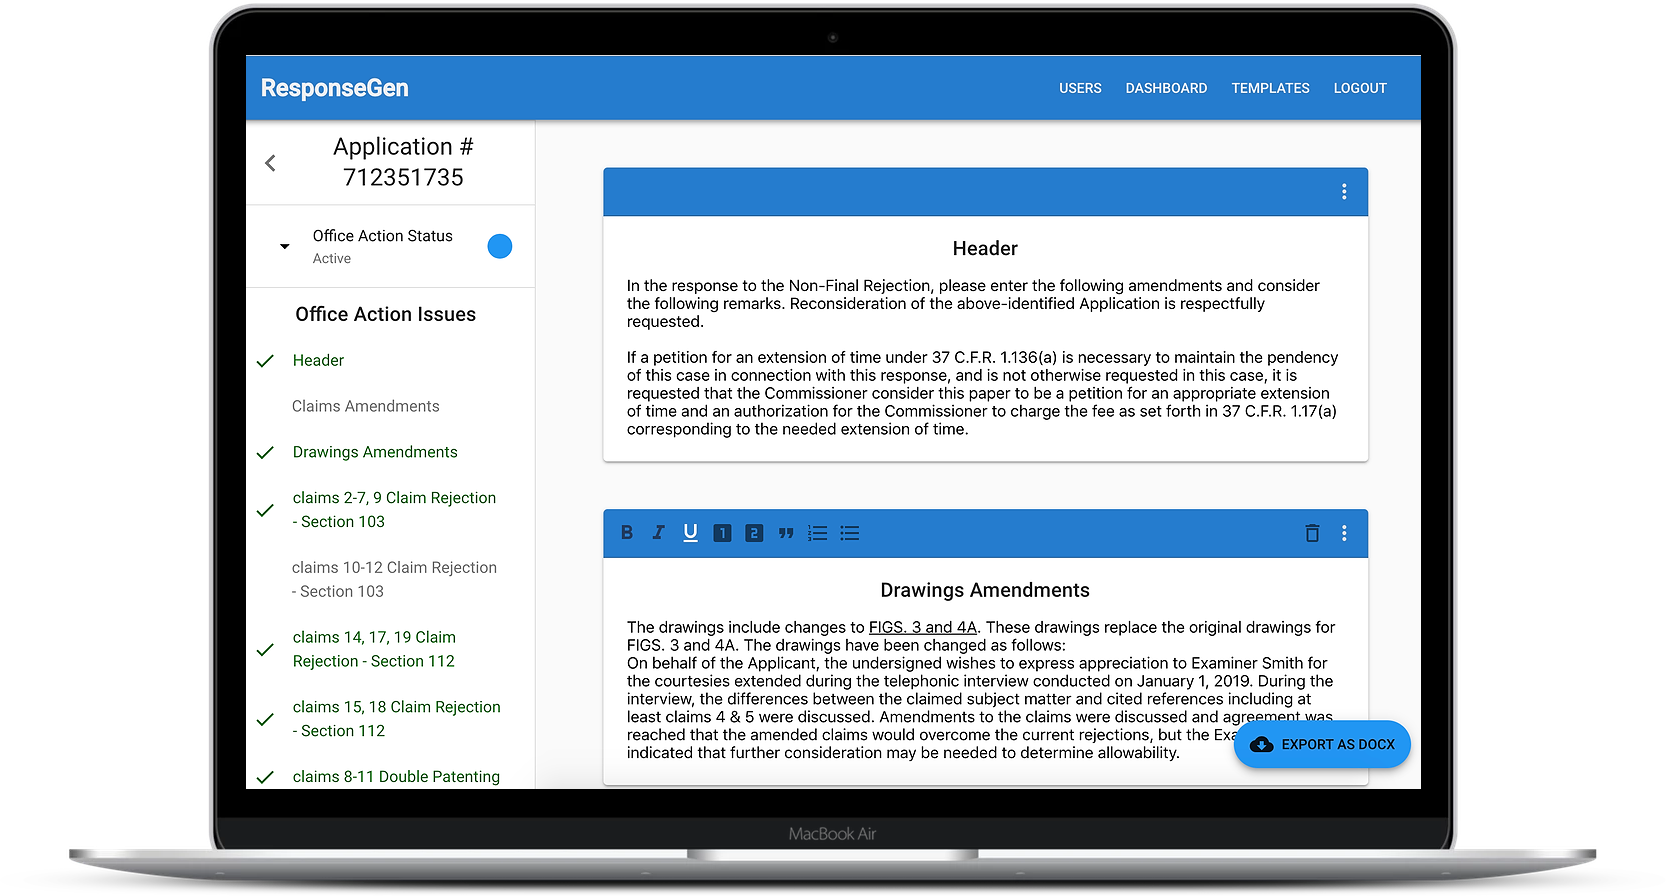 ResponseGen
USERS
DASHBOARD
TEMPLATES
LOGOUT
Application #
712351735
Office Action Status
Active
Office Action Issues
Header
Claims Amendments
Drawings Amendments
claims 2-7, 9 Claim Rejection
- Section 103
claims 10-12 Claim Rejection
- Section 103
claims 14, 17, 19 Claim
Rejection - Section 112
claims 15, 18 Claim Rejection
- Section 112
claims 8-11 Double Patenting
Header
In the response to the Non-Final Rejection, please enter the following amendments and consider
the following remarks. Reconsideration of the above-identified Application is respectfully
requested.
If a petition for an extension of time under 37 C.F.R. 1.136(a) is necessary to maintain the pendency
of this case in connection with this response, and is not otherwise requested in this case, it is
requested that the Commissioner consider this paper to be a petition for an appropriate extension
of time and an authorization for the Commissioner to charge the fee as set forth in 37 C.F.R. 1.17(a)
corresponding to the needed extension of time.
B I U 1 2
Drawings Amendments
The drawings include changes to FIGS. 3 and 4A. These drawings replace the original drawings for
FIGS. 3 and 4A. The drawings have been changed as follows:
On behalf of the Applicant, the undersigned wishes to express appreciation to Examiner Smith for
the courtesies extended during the telephonic interview conducted on January 1, 2019. During the
interview, the differences between the claimed subject matter and cited references including at
least claims 4 & 5 were discussed. Amendments to the claims were discussed and agreement was
reached that the amended claims would overcome the current rejections, but the
indicated that further consideration may be needed to determine allowability.
EXPORT AS DOCX
MacBook Air